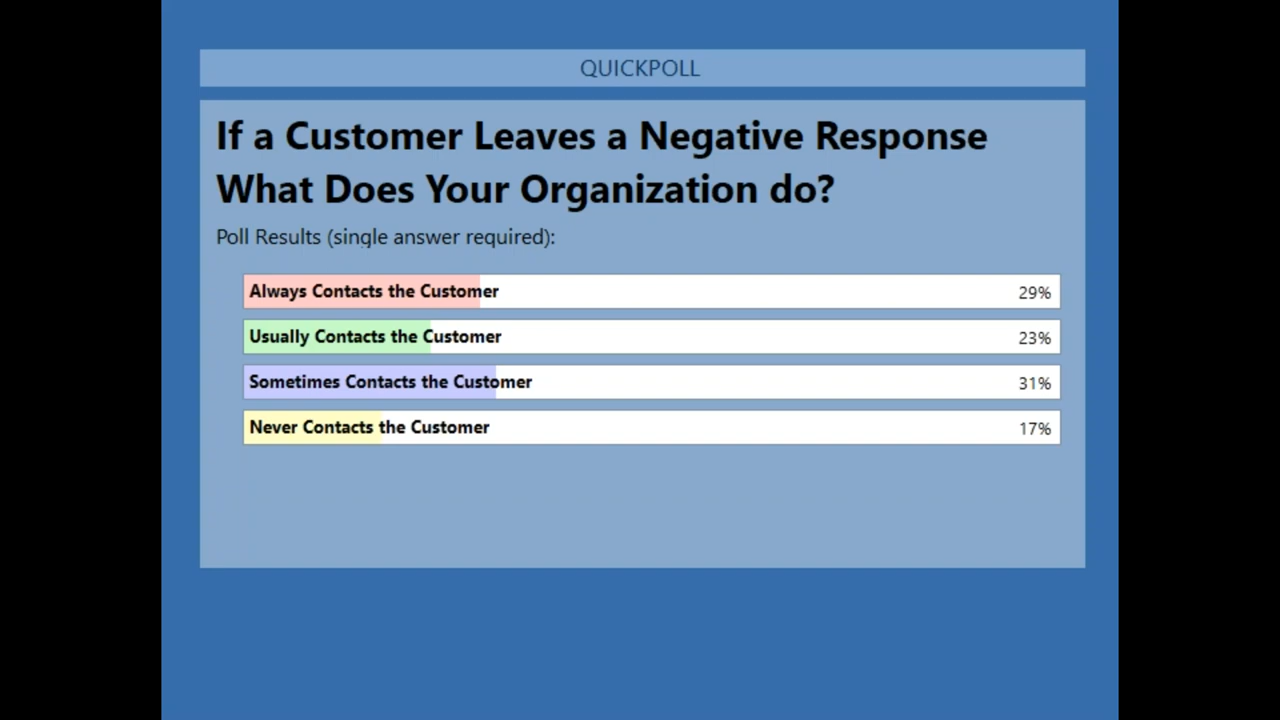 QUICKPOLL
If a Customer Leaves a Negative Response
What Does Your Organization do?
Poll Results (single answer required):
Always Contacts the Customer 29%
Usually Contacts the Customer 23%
Sometimes Contacts the Customer 31%
Never Contacts the Customer 17%